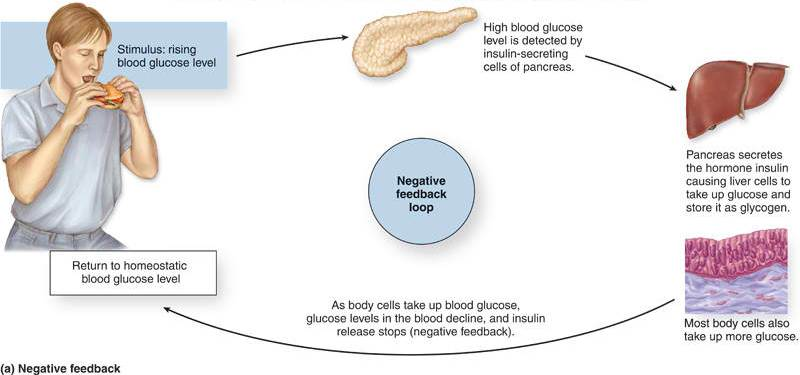 Stimulus: rising
blood glucose level
High blood glucose
level is detected by
insulin-secreting
cells of pancreas.
Pancreas secretes
the hormone insulin
causing liver cells to
take up glucose and
store it as glycogen.
Negative
feedback
loop
Most body cells also
take up more glucose.
As body cells take up blood glucose,
glucose levels in the blood decline, and insulin
release stops (negative feedback).
Return to homeostatic
blood glucose level
(a) Negative feedback